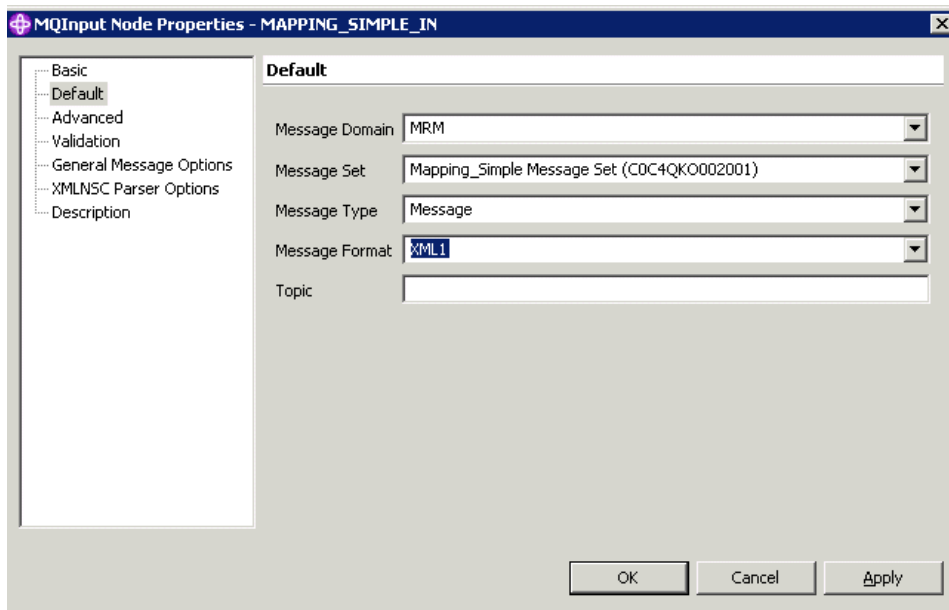 MQInput Node Properties - MAPPING_SIMPLE_IN
Basic
Default
Advanced
Validation
General Message Options
XMLNSC Parser Options
Description
Default
Message Domain MRM
Message Set Mapping_Simple Message Set (C0C4QKO002001)
Message Type Message
Message Format XML1
Topic
OK Cancel Apply